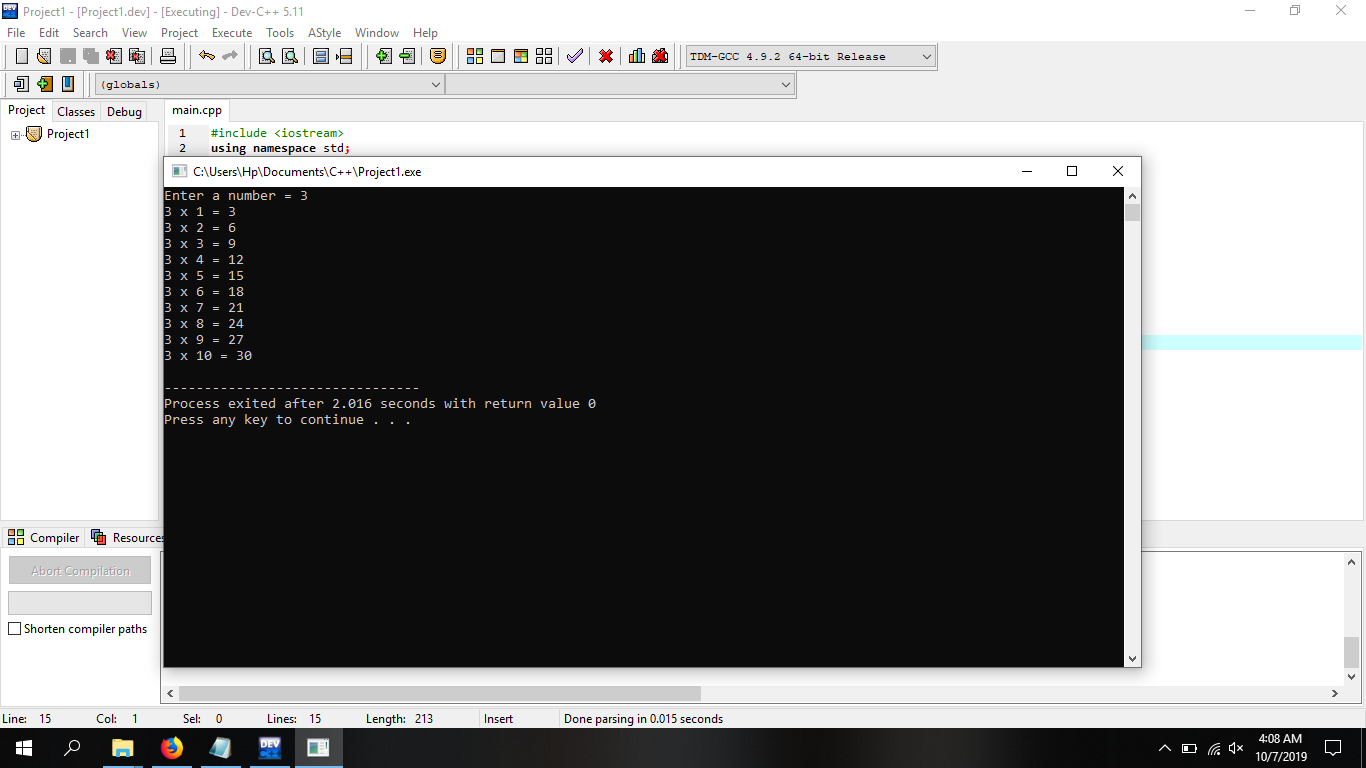 Project1 - [Project1.dev] - [Executing] - Dev-C++ 5.11
File Edit Search View Project Execute Tools AStyle Window Help
TDM-GCC 4.9.2 64-bit Release
(globals)
Project Classes Debug main.cpp
Project1
1 #include <iostream>
2 using namespace std;
C:\Users\Hp\Documents\C++\Project1.exe
Enter a number = 3
3 x 1 = 3
3 x 2 = 6
3 x 3 = 9
3 x 4 = 12
3 x 5 = 15
3 x 6 = 18
3 x 7 = 21
3 x 8 = 24
3 x 9 = 27
3 x 10 = 30
--------------------------------
Process exited after 2.016 seconds with return value 0
Press any key to continue . . .
Compiler Resources
Abort Compilation
Shorten compiler paths
Line: 15 Col: 1 Sel: 0 Lines: 15 Length: 213 Insert Done parsing in 0.015 seconds
DEV
4:08 AM
10/7/2019